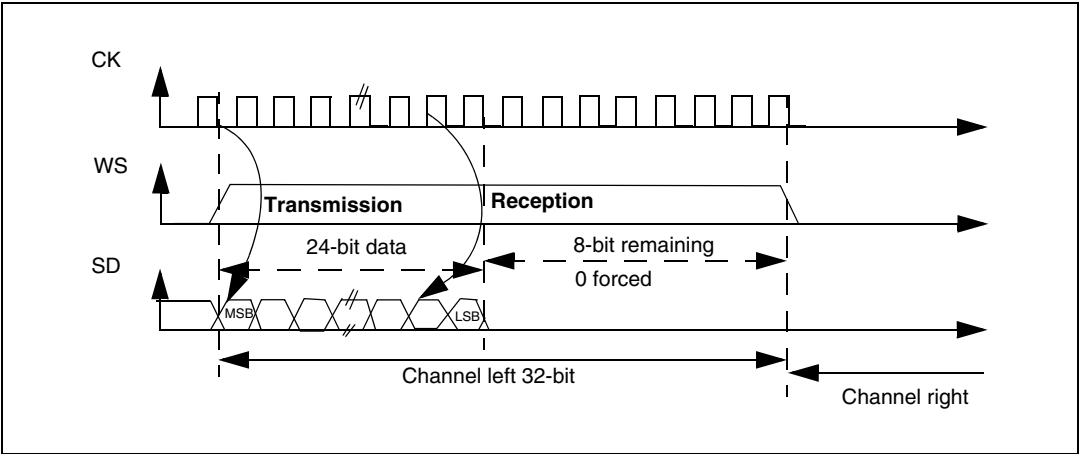 CK
WS
Transmission
Reception
24-bit data
8-bit remaining
SD
0 forced
MSB
LSB
Channel left 32-bit
Channel right